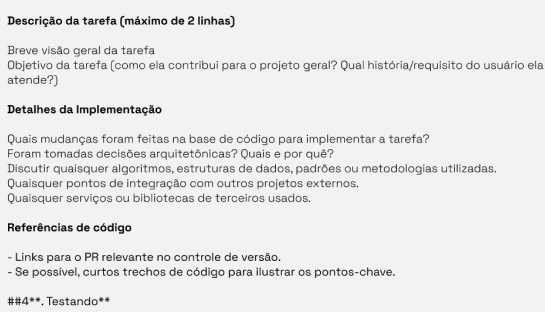 Descrição da tarefa (máximo de 2 linhas)
Breve visão geral da tarefa
Objetivo da tarefa (como ela contribui para o projeto geral? Qual história/requisito do usuário ela
atende?)
Detalhes da Implementação
Quais mudanças foram feitas na base de código para implementar a tarefa?
Foram tomadas decisões arquitetônicas? Quais e por quê?
Discutir quaisquer algoritmos, estruturas de dados, padrões ou metodologias utilizadas.
Quaisquer pontos de integração com outros projetos externos.
Quaisquer serviços ou bibliotecas de terceiros usados.
Referências de código
- Links para o PR relevante no controle de versão.
- Se possível, curtos trechos de código para ilustrar os pontos-chave.
##4**. Testando**